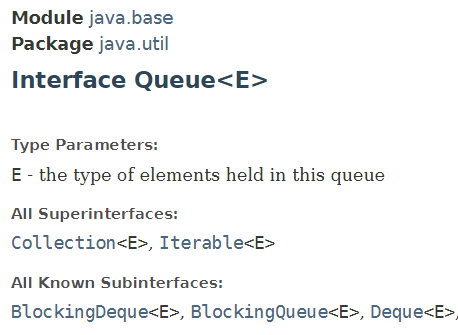 Module java.base
Package java.util
Interface Queue<E>
Type Parameters:
E - the type of elements held in this queue
All Superinterfaces:
Collection<E>, Iterable<E>
All Known Subinterfaces:
BlockingDeque<E>, BlockingQueue<E>, Deque<E>,